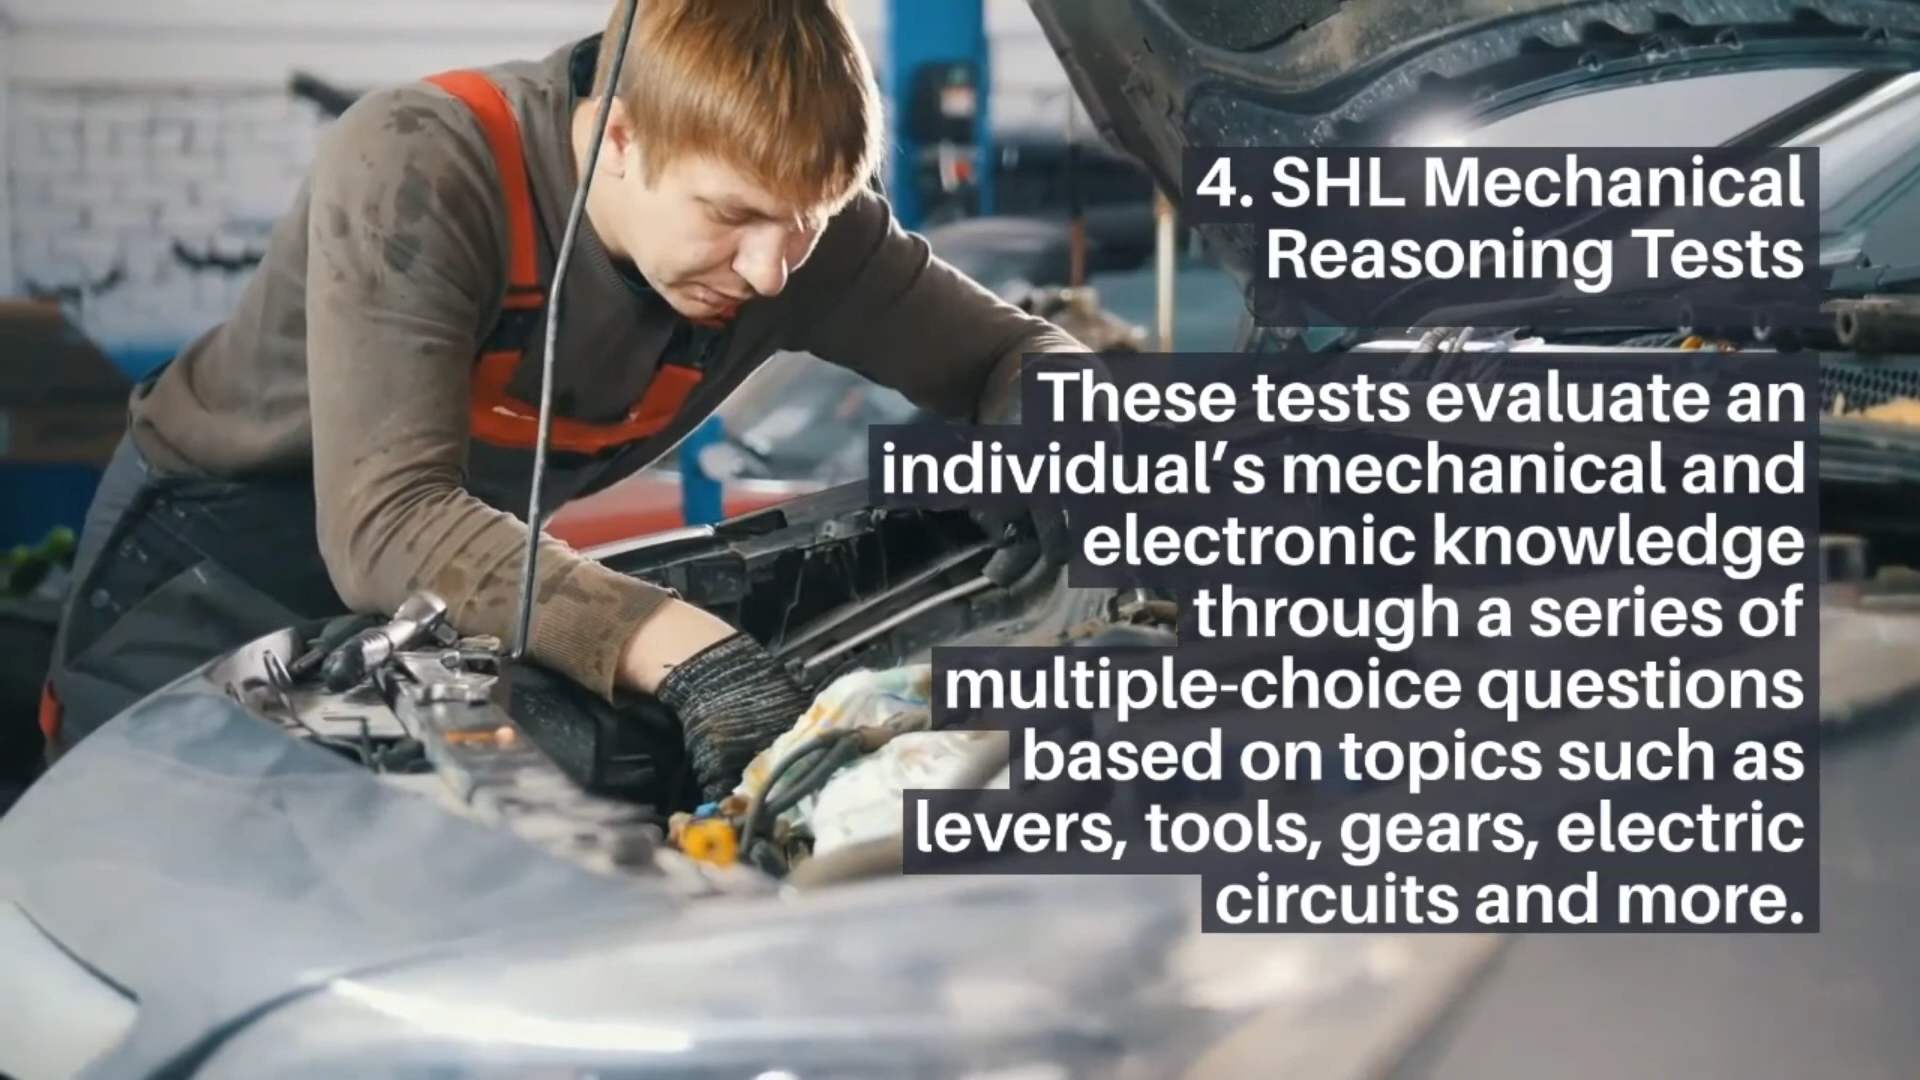 4. SHL Mechanical
Reasoning Tests
These tests evaluate an
individual’s mechanical and
electronic knowledge
through a series of
multiple-choice questions
based on topics such as
levers, tools, gears, electric
circuits and more.